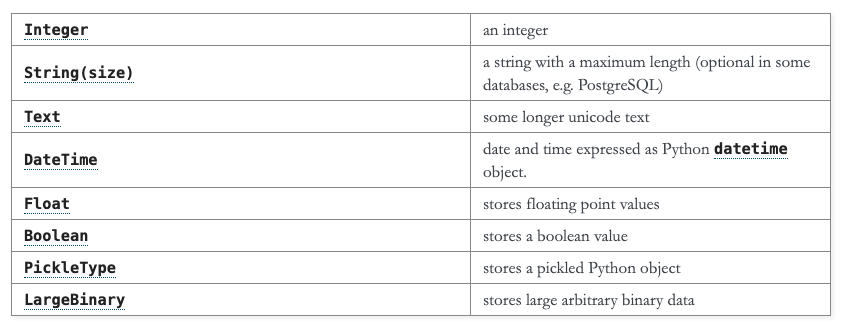 Integer an integer
String(size) a string with a maximum length (optional in some
databases, e.g. PostgreSQL)
Text some longer unicode text
DateTime date and time expressed as Python datetime
object.
Float stores floating point values
Boolean stores a boolean value
PickleType stores a pickled Python object
LargeBinary stores large arbitrary binary data